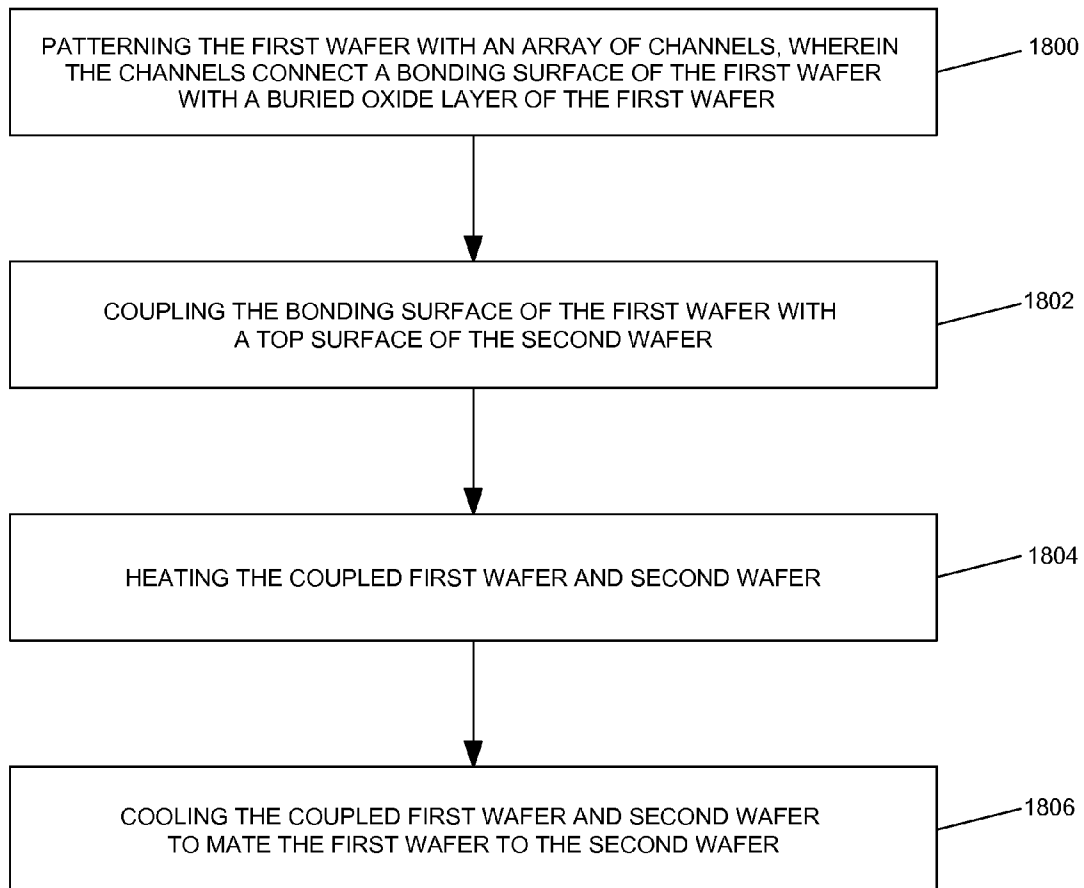 PATTERNING THE FIRST WAFER WITH AN ARRAY OF CHANNELS, WHEREIN
THE CHANNELS CONNECT A BONDING SURFACE OF THE FIRST WAFER
WITH A BURIED OXIDE LAYER OF THE FIRST WAFER
1800
COUPLING THE BONDING SURFACE OF THE FIRST WAFER WITH
A TOP SURFACE OF THE SECOND WAFER
1802
HEATING THE COUPLED FIRST WAFER AND SECOND WAFER
1804
COOLING THE COUPLED FIRST WAFER AND SECOND WAFER
TO MATE THE FIRST WAFER TO THE SECOND WAFER
1806